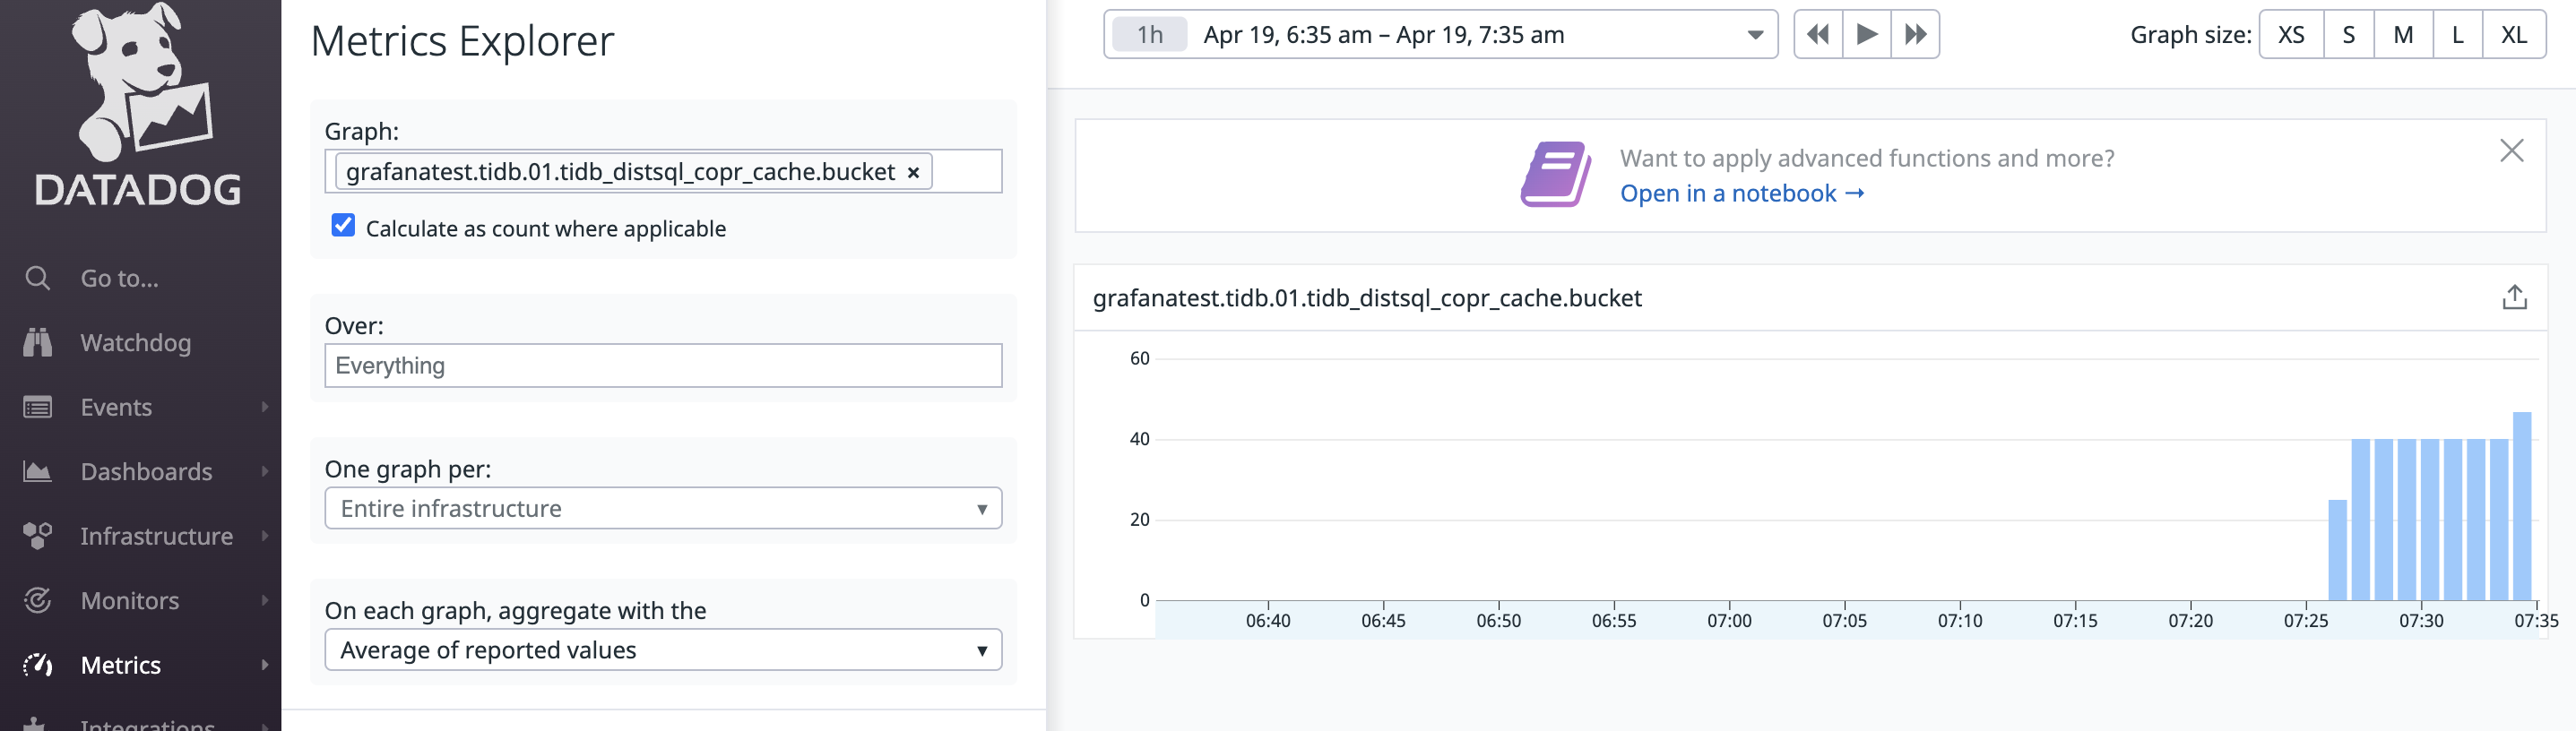 DATADOG
Go to...
Watchdog
Events
Dashboards
Infrastructure
Monitors
Metrics
Integrations
Metrics Explorer
Graph:
grafanatest.tidb.01.tidb_distsql_copr_cache.bucket ×
Calculate as count where applicable
Over:
Everything
One graph per:
Entire infrastructure
On each graph, aggregate with the
Average of reported values
1h Apr 19, 6:35 am – Apr 19, 7:35 am
Graph size: XS S M L XL
Want to apply advanced functions and more?
Open in a notebook →
grafanatest.tidb.01.tidb_distsql_copr_cache.bucket
60
40
20
0
06:40 06:45 06:50 06:55 07:00 07:05 07:10 07:15 07:20 07:25 07:30 07:35